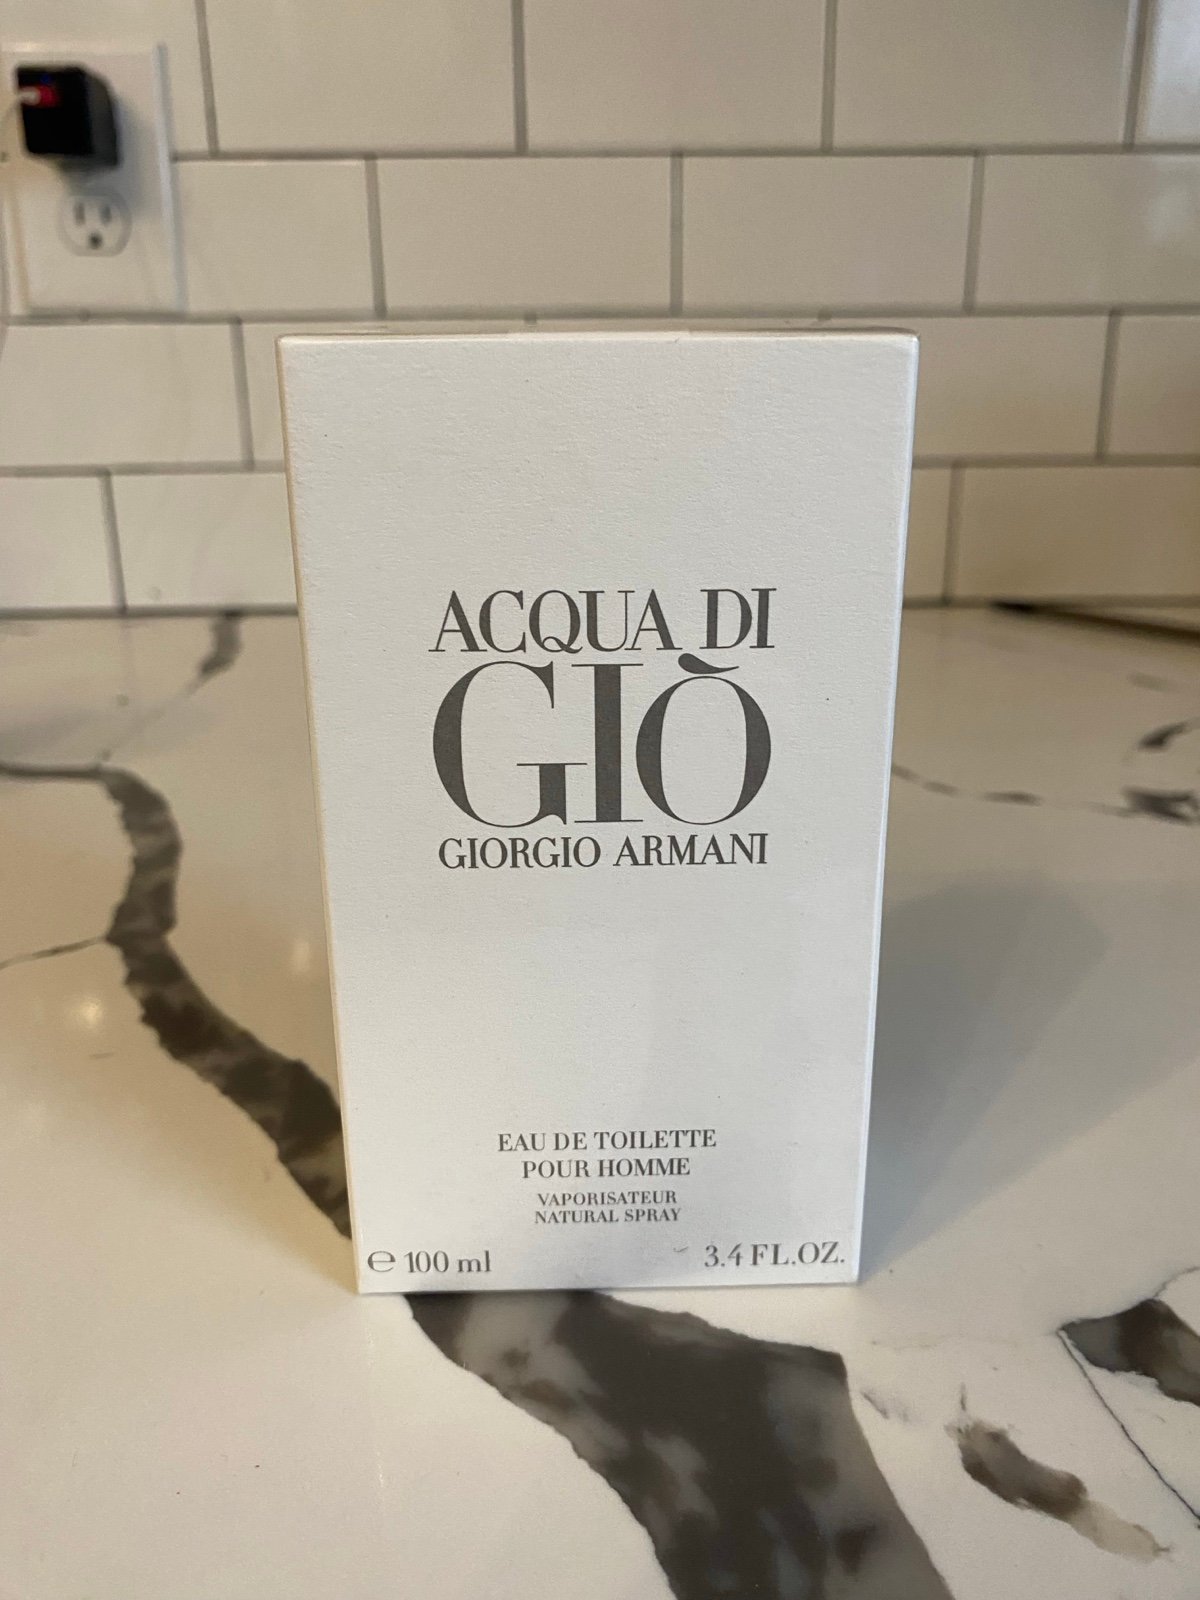 ACQUA DI
GIÒ
GIORGIO ARMANI
EAU DE TOILETTE
POUR HOMME
VAPORISATEUR
NATURAL SPRAY
℮ 100 ml 3.4 FL.OZ.